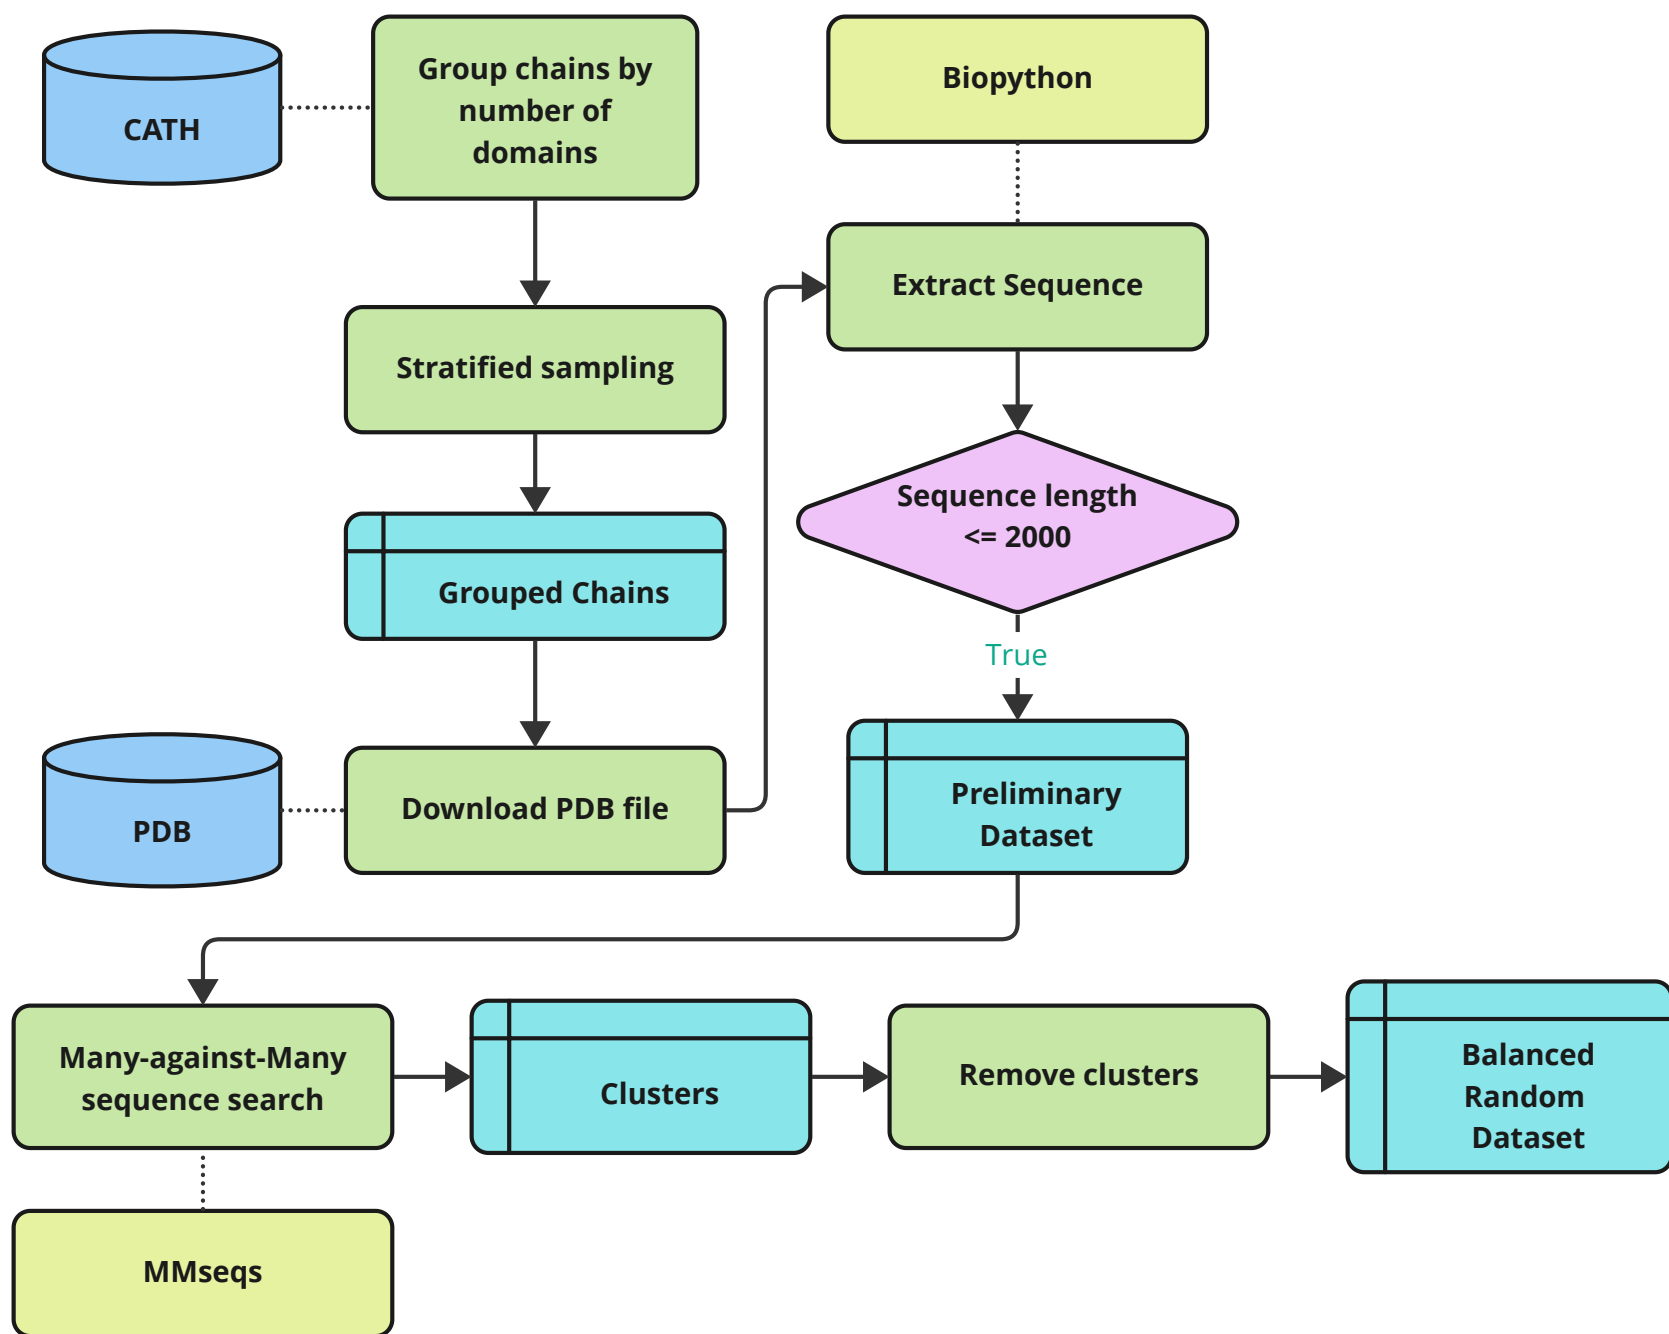 CATH
Group chains by
number of
domains
Biopython
Stratified sampling
Extract Sequence
Grouped Chains
Sequence length
<= 2000
True
PDB
Download PDB file
Preliminary
Dataset
Many-against-Many
sequence search
Clusters
Remove clusters
Balanced
Random
Dataset
MMseqs